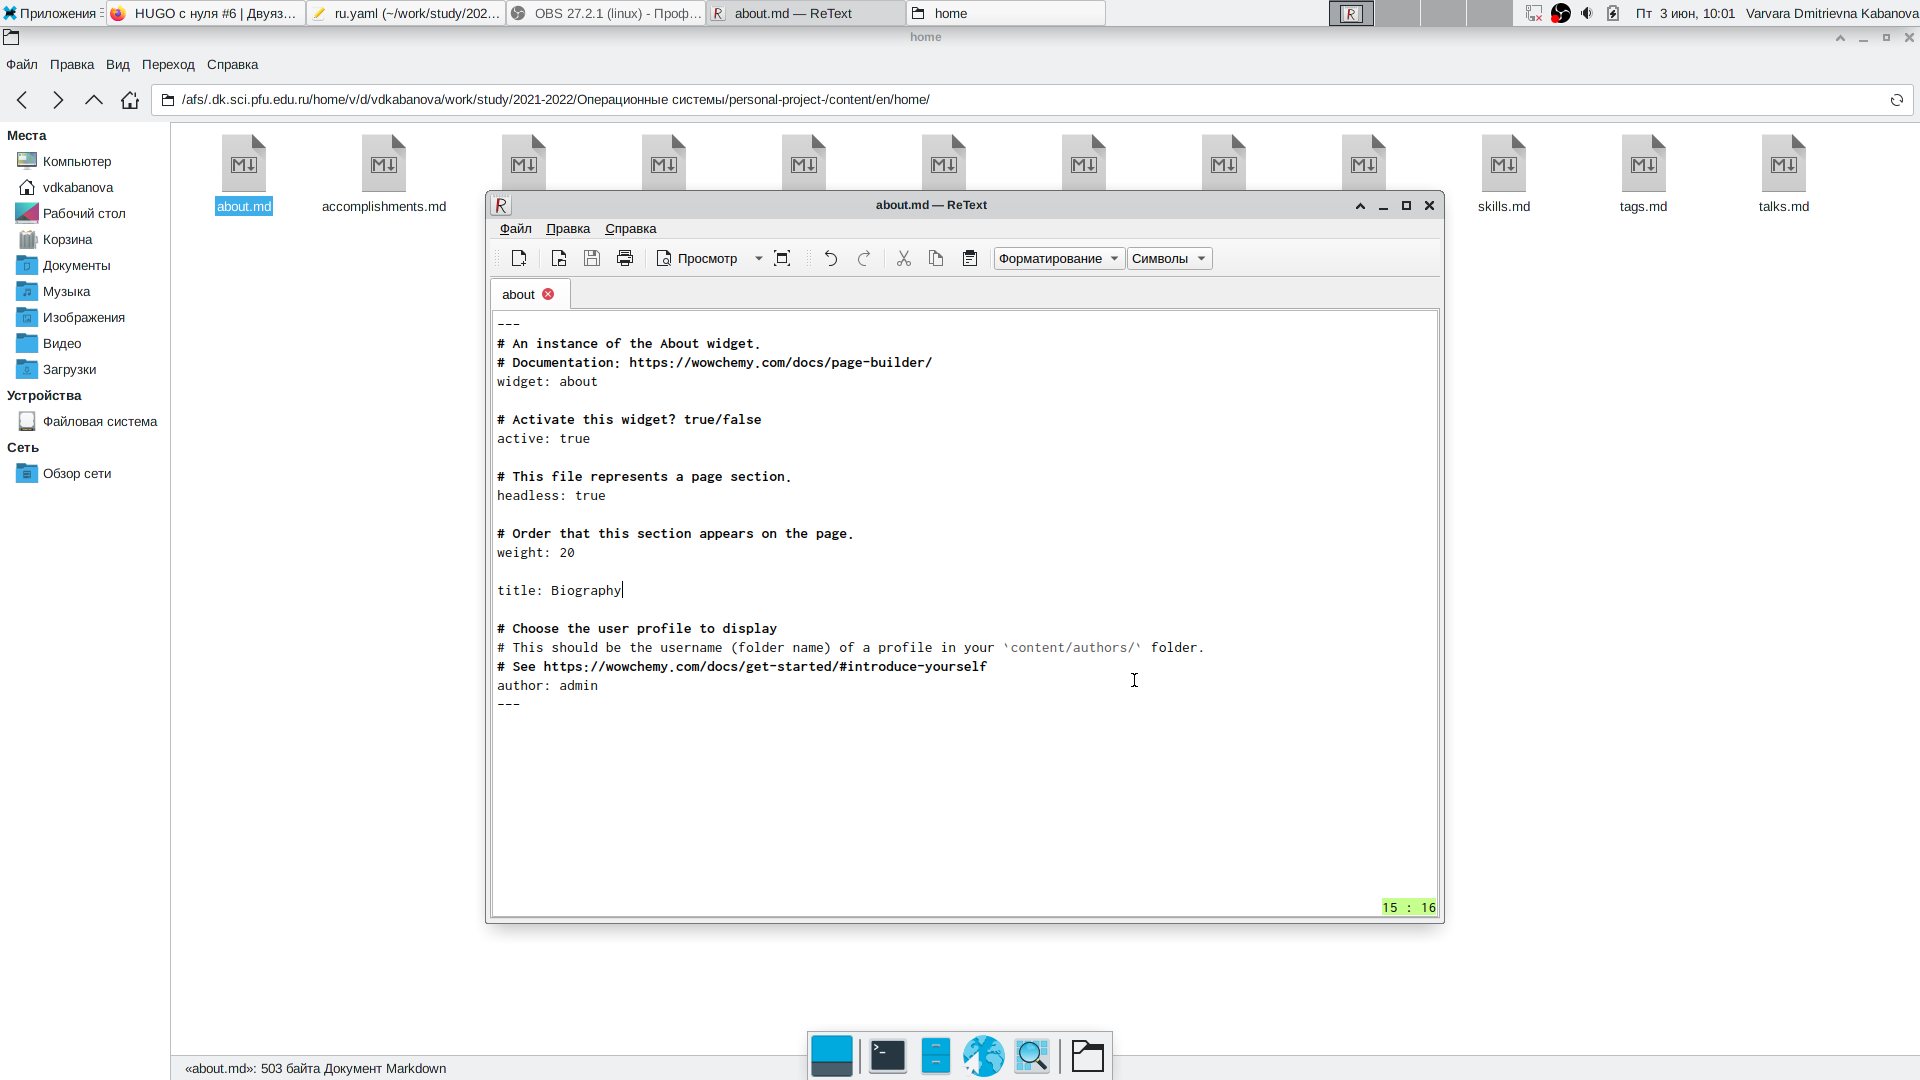 Приложения
HUGO с нуля #6 | Двуяз...
ru.yaml (~/work/study/202...
OBS 27.2.1 (linux) - Проф...
about.md — ReText
home
Пт 3 июн, 10:01
Varvara Dmitrievna Kabanova
home
Файл Правка Вид Переход Справка
/afs/.dk.sci.pfu.edu.ru/home/v/d/vdkabanova/work/study/2021-2022/Операционные системы/personal-project-/content/en/home/
Места
Компьютер
vdkabanova
Рабочий стол
Корзина
Документы
Музыка
Изображения
Видео
Загрузки
Устройства
Файловая система
Сеть
Обзор сети
about.md
accomplishments.md
skills.md
tags.md
talks.md
about.md — ReText
Файл Правка Справка
Просмотр Форматирование Символы
about
---
# An instance of the About widget.
# Documentation: https://wowchemy.com/docs/page-builder/
widget: about
# Activate this widget? true/false
active: true
# This file represents a page section.
headless: true
# Order that this section appears on the page.
weight: 20
title: Biography
# Choose the user profile to display
# This should be the username (folder name) of a profile in your `content/authors/` folder.
# See https://wowchemy.com/docs/get-started/#introduce-yourself
author: admin
---
15 : 16
«about.md»: 503 байта Документ Markdown